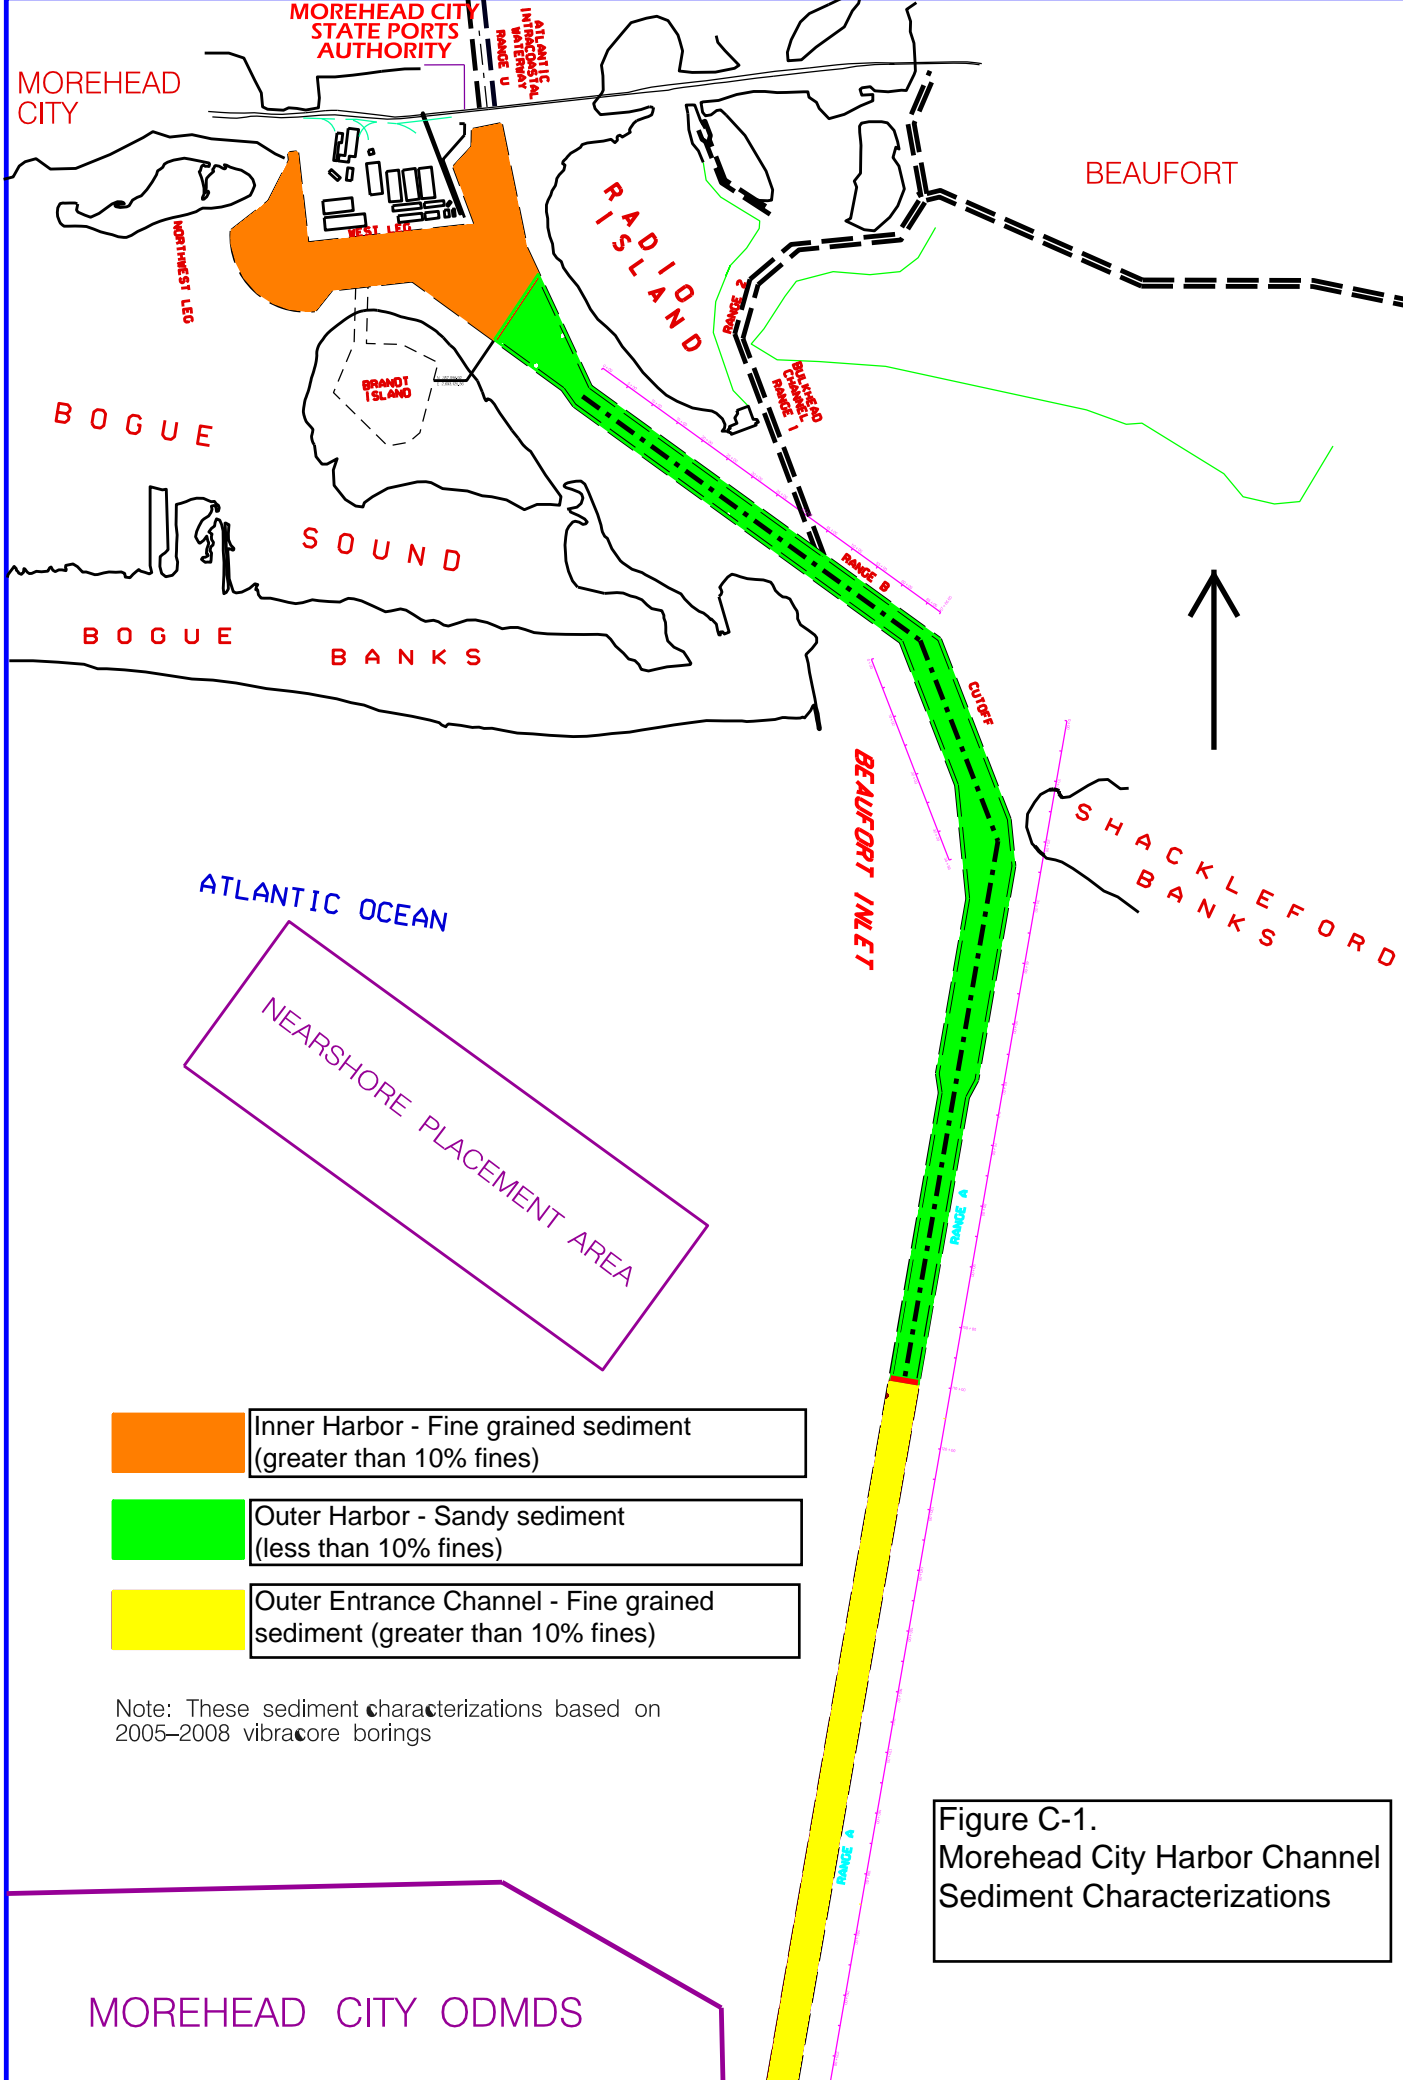 MOREHEAD CITY
STATE PORTS
AUTHORITY
ATLANTIC
INTRACOASTAL
WATERWAY
RANGE U
MOREHEAD
CITY
BEAUFORT
RADIO
ISLAND
WEST LEG
NORTHWEST LEG
RANGE 2
BRANDT
ISLAND
BULKHEAD
CHANNEL
RANGE 1
BOGUE
SOUND
RANGE B
BOGUE BANKS
CUTOFF
BEAUFORT INLET
SHACKLEFORD
BANKS
ATLANTIC OCEAN
NEARSHORE PLACEMENT AREA
RANGE A
Inner Harbor - Fine grained sediment
(greater than 10% fines)
Outer Harbor - Sandy sediment
(less than 10% fines)
Outer Entrance Channel - Fine grained
sediment (greater than 10% fines)
Note: These sediment characterizations based on
2005–2008 vibracore borings
RANGE A
Figure C-1.
Morehead City Harbor Channel
Sediment Characterizations
MOREHEAD CITY ODMDS